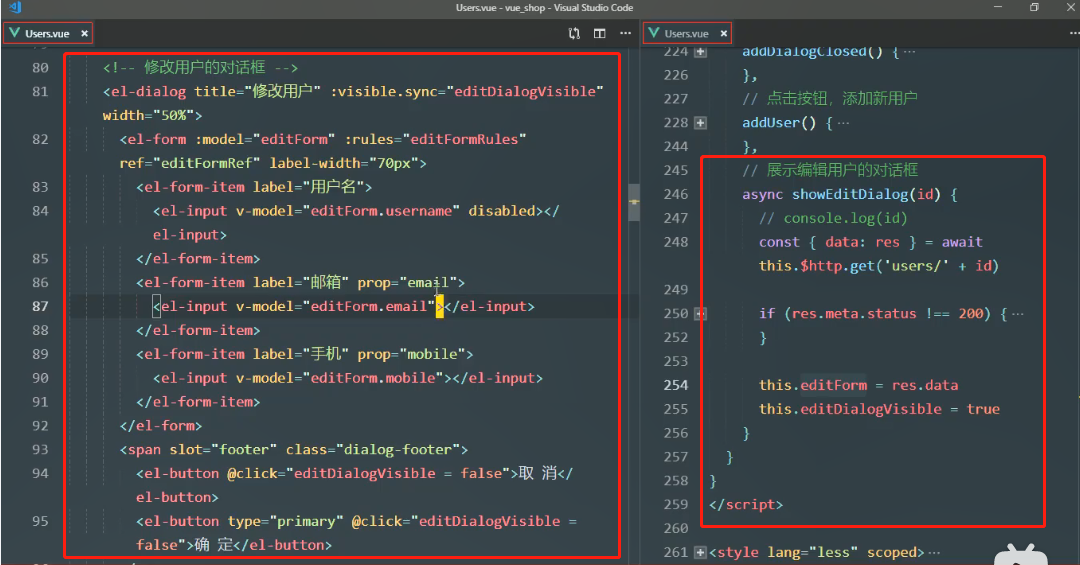 Users.vue - vue_shop - Visual Studio Code
Users.vue ×
80 <!-- 修改用户的对话框 -->
81 <el-dialog title="修改用户" :visible.sync="editDialogVisible"
width="50%">
82 <el-form :model="editForm" :rules="editFormRules"
ref="editFormRef" label-width="70px">
83 <el-form-item label="用户名">
84 <el-input v-model="editForm.username" disabled></
el-input>
85 </el-form-item>
86 <el-form-item label="邮箱" prop="email">
87 <el-input v-model="editForm.email"></el-input>
88 </el-form-item>
89 <el-form-item label="手机" prop="mobile">
90 <el-input v-model="editForm.mobile"></el-input>
91 </el-form-item>
92 </el-form>
93 <span slot="footer" class="dialog-footer">
94 <el-button @click="editDialogVisible = false">取 消</
el-button>
95 <el-button type="primary" @click="editDialogVisible =
false">确 定</el-button>
Users.vue ×
224 addDialogClosed() { ⋯
226 },
227 // 点击按钮，添加新用户
228 addUser() { ⋯
244 },
245 // 展示编辑用户的对话框
246 async showEditDialog(id) {
247 // console.log(id)
248 const { data: res } = await
this.$http.get('users/' + id)
249
250 if (res.meta.status !== 200) { ⋯
252 }
253
254 this.editForm = res.data
255 this.editDialogVisible = true
256 }
257 }
258 }
259 </script>
260
261 <style lang="less" scoped> ⋯